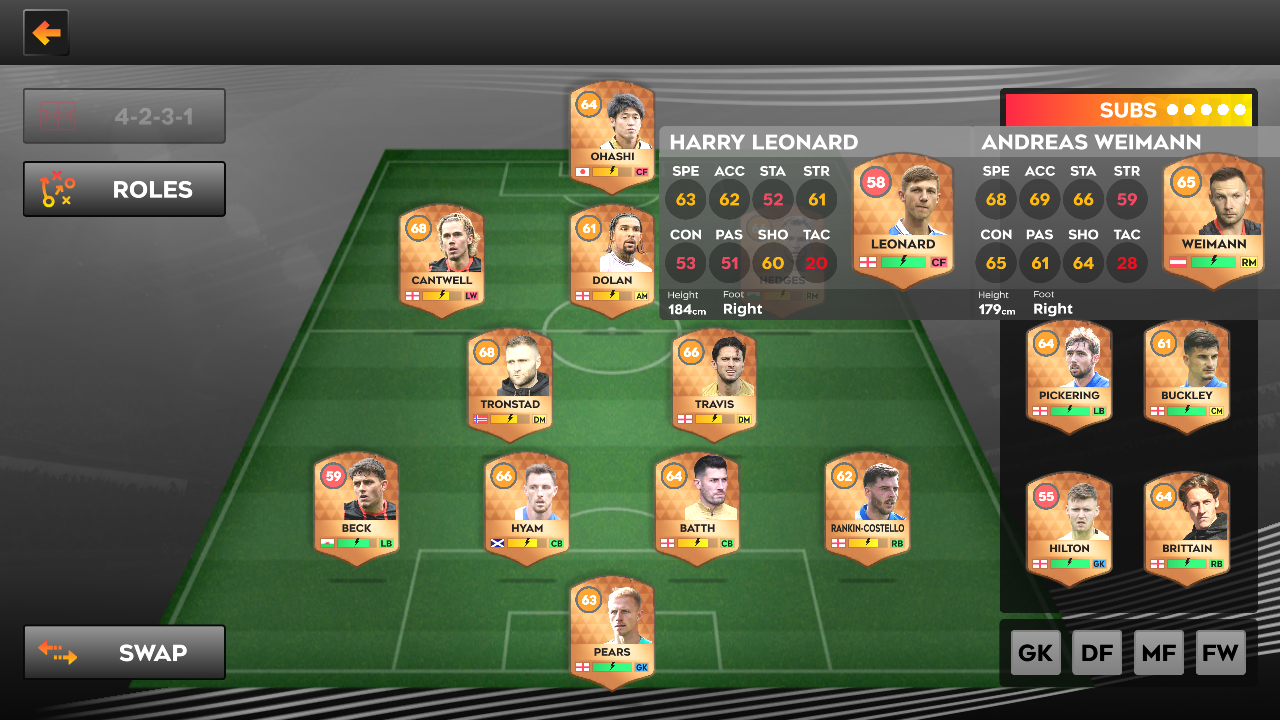 4-2-3-1
ROLES
SWAP
64
OHASHI
CF
68
CANTWELL
LW
61
DOLAN
AM
HEDGES
RM
68
TRONSTAD
DM
66
TRAVIS
DM
59
BECK
LB
66
HYAM
CB
64
BATTH
CB
62
RANKIN-COSTELLO
RB
63
PEARS
GK
SUBS
HARRY LEONARD
SPE ACC STA STR
63 62 52 61
CON PAS SHO TAC
53 51 60 20
Height Foot
184cm Right
58
LEONARD
CF
ANDREAS WEIMANN
SPE ACC STA STR
68 69 66 59
CON PAS SHO TAC
65 61 64 28
Height Foot
179cm Right
65
WEIMANN
RM
64
PICKERING
LB
61
BUCKLEY
CM
55
HILTON
GK
64
BRITTAIN
RB
GK DF MF FW